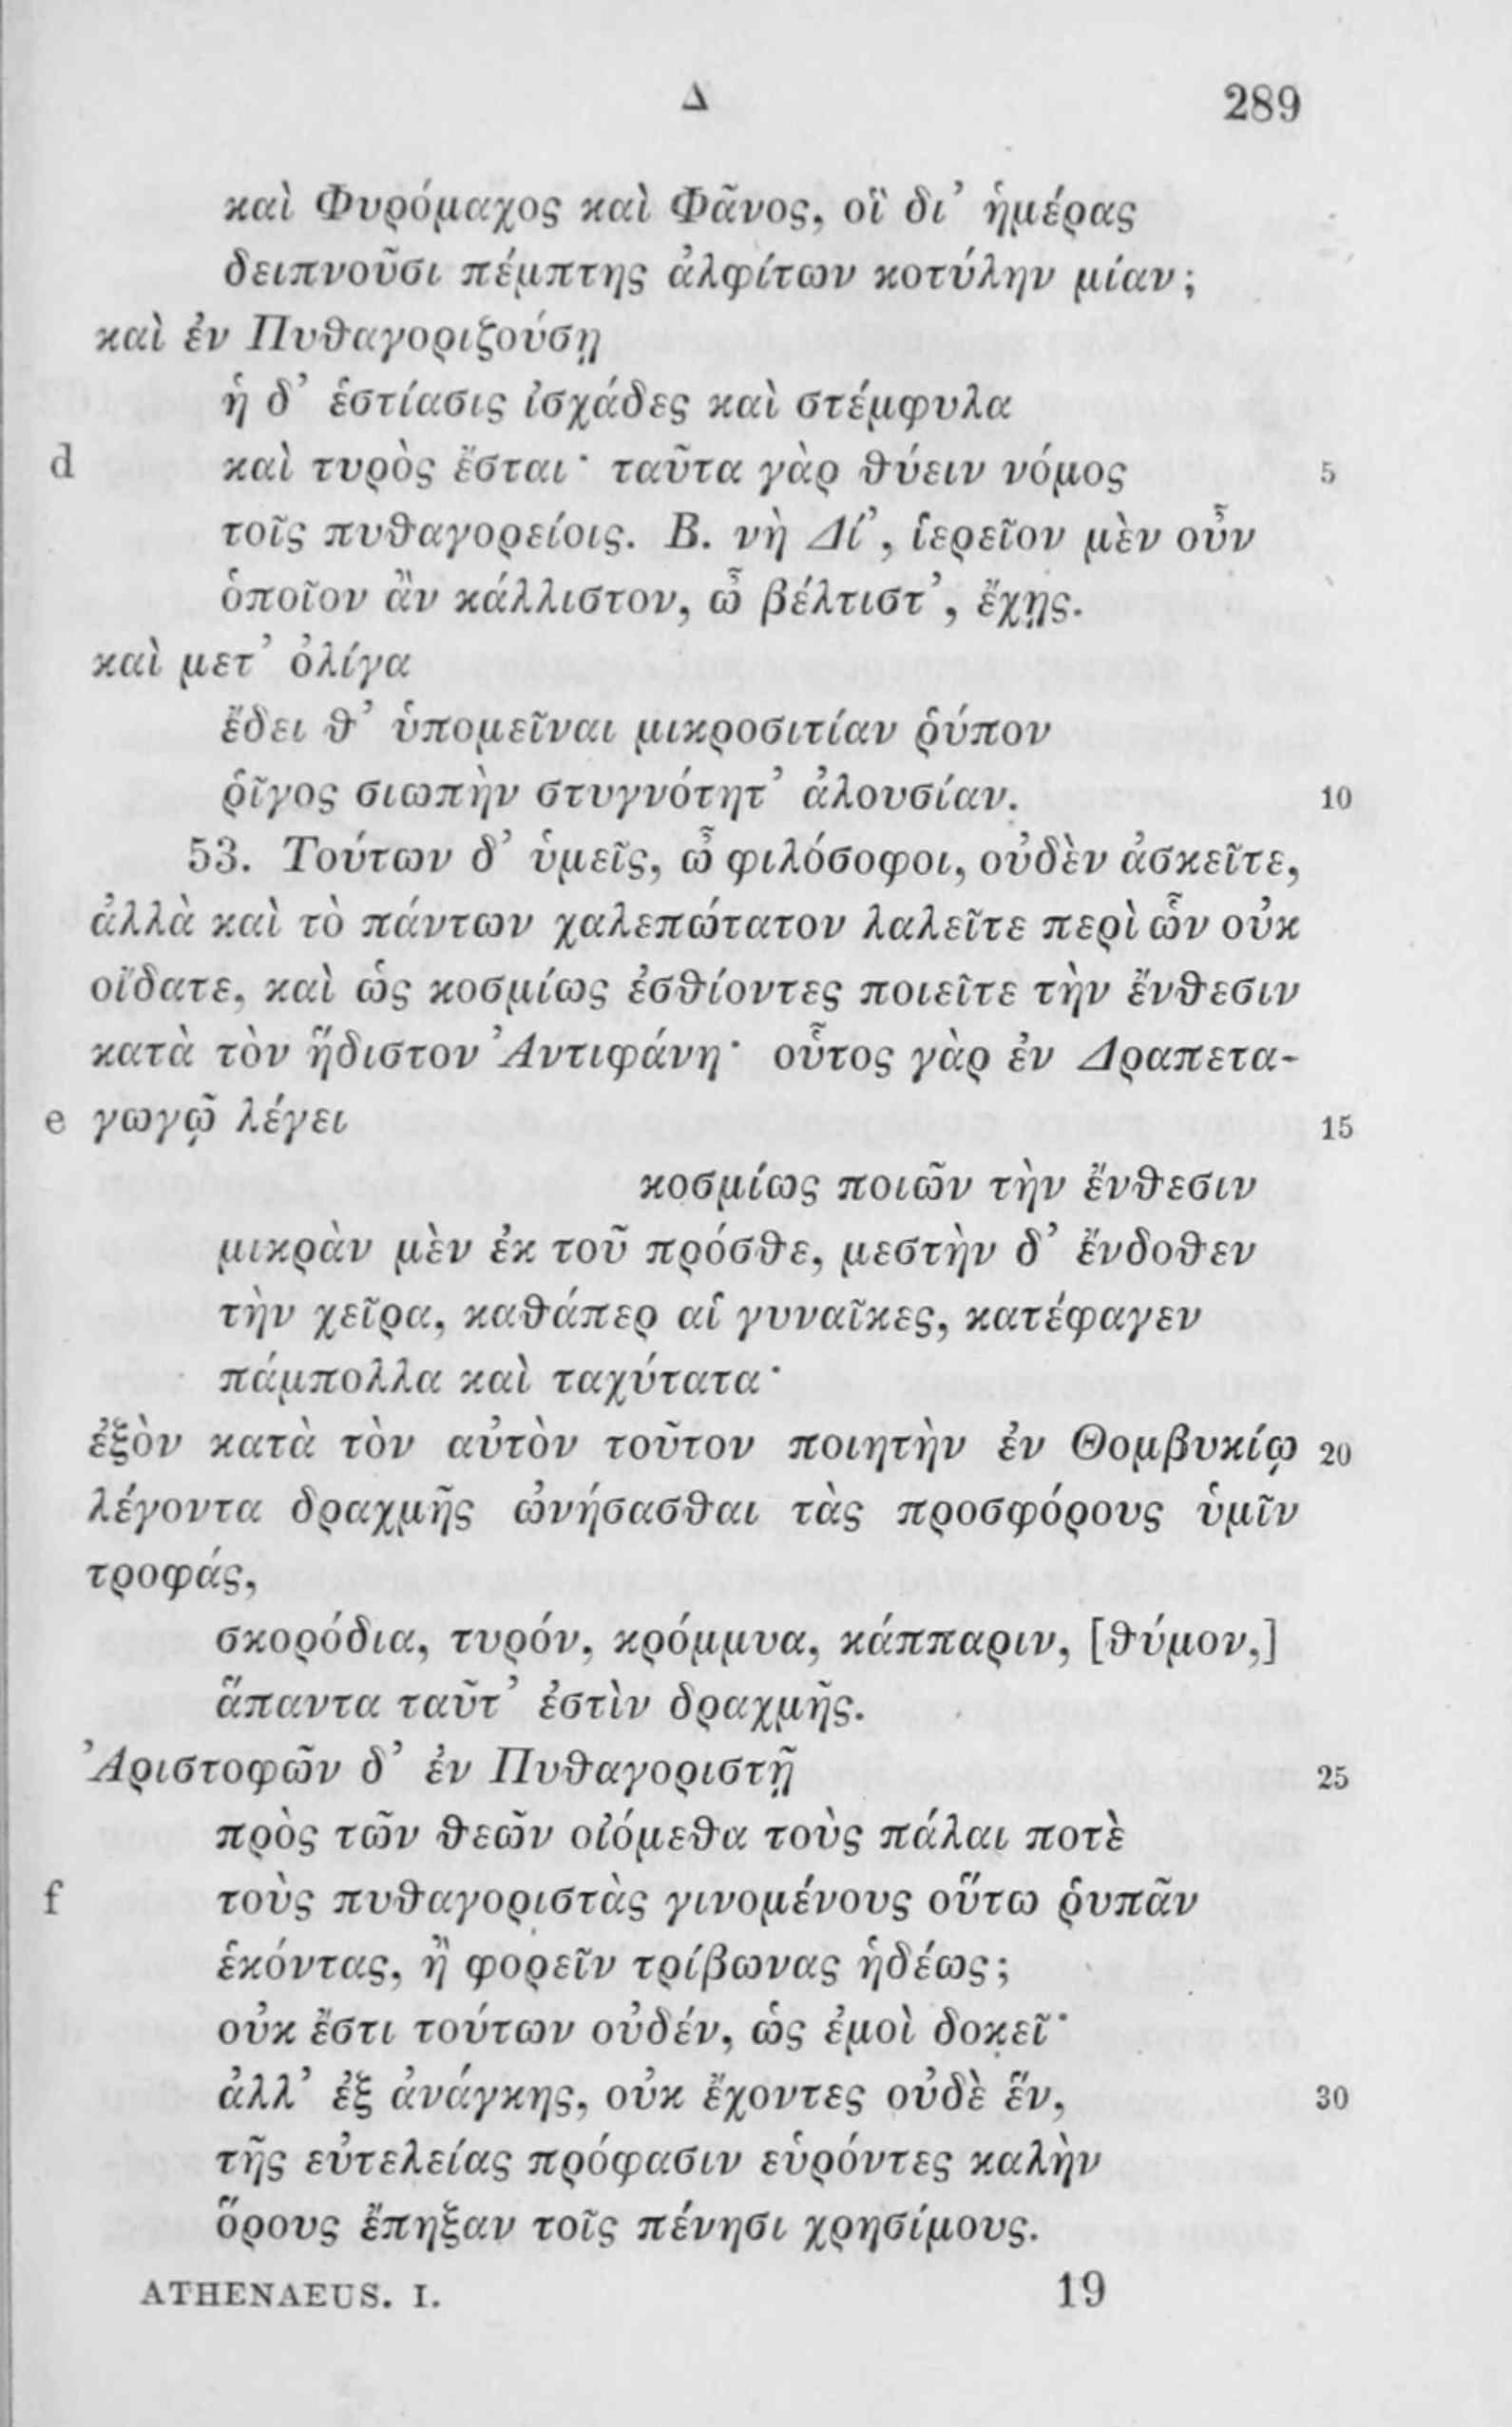 Δ 289
καὶ Φυρόμαχος καὶ Φᾶνος, οἳ δι’ ἡμέρας
δειπνοῦσι πέμπτης ἀλφίτων κοτύλην μίαν;
καὶ ἐν Πυθαγοριζούσῃ
ἡ δ’ ἑστίασις ἰσχάδες καὶ στέμφυλα
d καὶ τυρὸς ἔσται· ταῦτα γὰρ θύειν νόμος 5
τοῖς πυθαγορείοις. Β. νὴ Δί’, ἱερεῖον μὲν οὖν
ὁποῖον ἂν κάλλιστον, ὦ βέλτιστ’, ἔχῃς.
καὶ μετ’ ὀλίγα
ἔδει θ’ ὑπομεῖναι μικροσιτίαν ῥύπον
ῥῖγος σιωπὴν στυγνότητ’ ἀλουσίαν. 10
53. Τούτων δ’ ὑμεῖς, ὦ φιλόσοφοι, οὐδὲν ἀσκεῖτε,
ἀλλὰ καὶ τὸ πάντων χαλεπώτατον λαλεῖτε περὶ ὧν οὐκ
οἴδατε, καὶ ὡς κοσμίως ἐσθίοντες ποιεῖτε τὴν ἔνθεσιν
κατὰ τὸν ἥδιστον Ἀντιφάνη· οὗτος γὰρ ἐν Δραπετα-
e γωγῷ λέγει 15
κοσμίως ποιῶν τὴν ἔνθεσιν
μικρὰν μὲν ἐκ τοῦ πρόσθε, μεστὴν δ’ ἔνδοθεν
τὴν χεῖρα, καθάπερ αἱ γυναῖκες, κατέφαγεν
πάμπολλα καὶ ταχύτατα·
ἐξὸν κατὰ τὸν αὐτὸν τοῦτον ποιητὴν ἐν Θομβυκίῳ 20
λέγοντα δραχμῆς ὠνήσασθαι τὰς προσφόρους ὑμῖν
τροφάς,
σκορόδια, τυρόν, κρόμμυα, κάππαριν, [θύμον,]
ἅπαντα ταῦτ’ ἐστὶν δραχμῆς.
Ἀριστοφῶν δ’ ἐν Πυθαγοριστῇ 25
πρὸς τῶν θεῶν οἰόμεθα τοὺς πάλαι ποτὲ
f τοὺς πυθαγοριστὰς γινομένους οὕτω ῥυπᾶν
ἑκόντας, ἢ φορεῖν τρίβωνας ἡδέως;
οὐκ ἔστι τούτων οὐδέν, ὡς ἐμοὶ δοκεῖ·
ἀλλ’ ἐξ ἀνάγκης, οὐκ ἔχοντες οὐδὲ ἕν, 30
τῆς εὐτελείας πρόφασιν εὑρόντες καλὴν
ὅρους ἔπηξαν τοῖς πένησι χρησίμους.
ATHENAEUS. I. 19